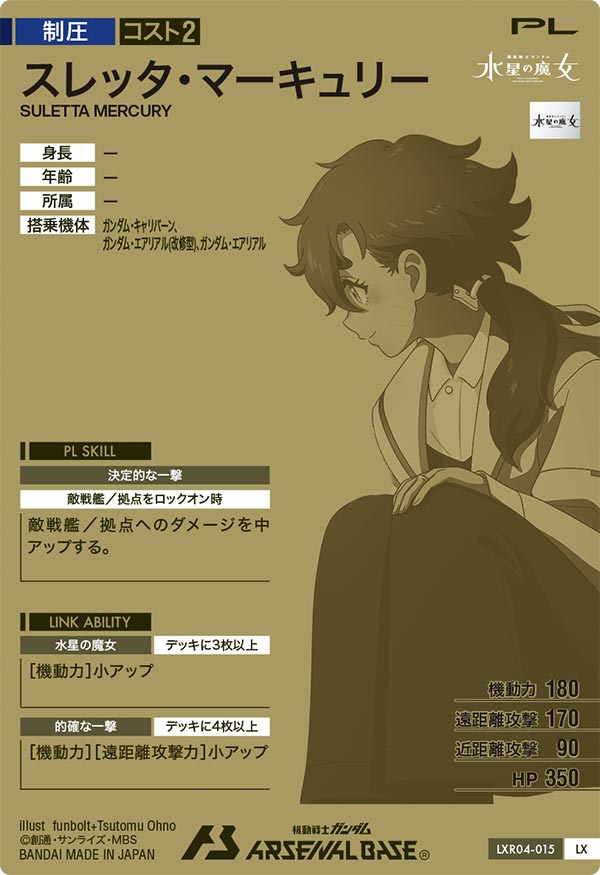 制圧 コスト2
PL
スレッタ・マーキュリー
SULETTA MERCURY
水星の魔女
水星の魔女
身長 ー
年齢 ー
所属 ー
搭乗機体 ガンダム・キャリバーン、
ガンダム・エアリアル(改修型)、ガンダム・エアリアル
PL SKILL
決定的な一撃
敵戦艦／拠点をロックオン時
敵戦艦／拠点へのダメージを中
アップする。
LINK ABILITY
水星の魔女 デッキに3枚以上
[機動力]小アップ
的確な一撃 デッキに4枚以上
[機動力][遠距離攻撃力]小アップ
機動力 180
遠距離攻撃 170
近距離攻撃 90
HP 350
illust funbolt+Tsutomu Ohno
©創通・サンライズ・MBS
BANDAI MADE IN JAPAN
機動戦士ガンダム
ARSENAL BASE ®
LXR04-015 LX